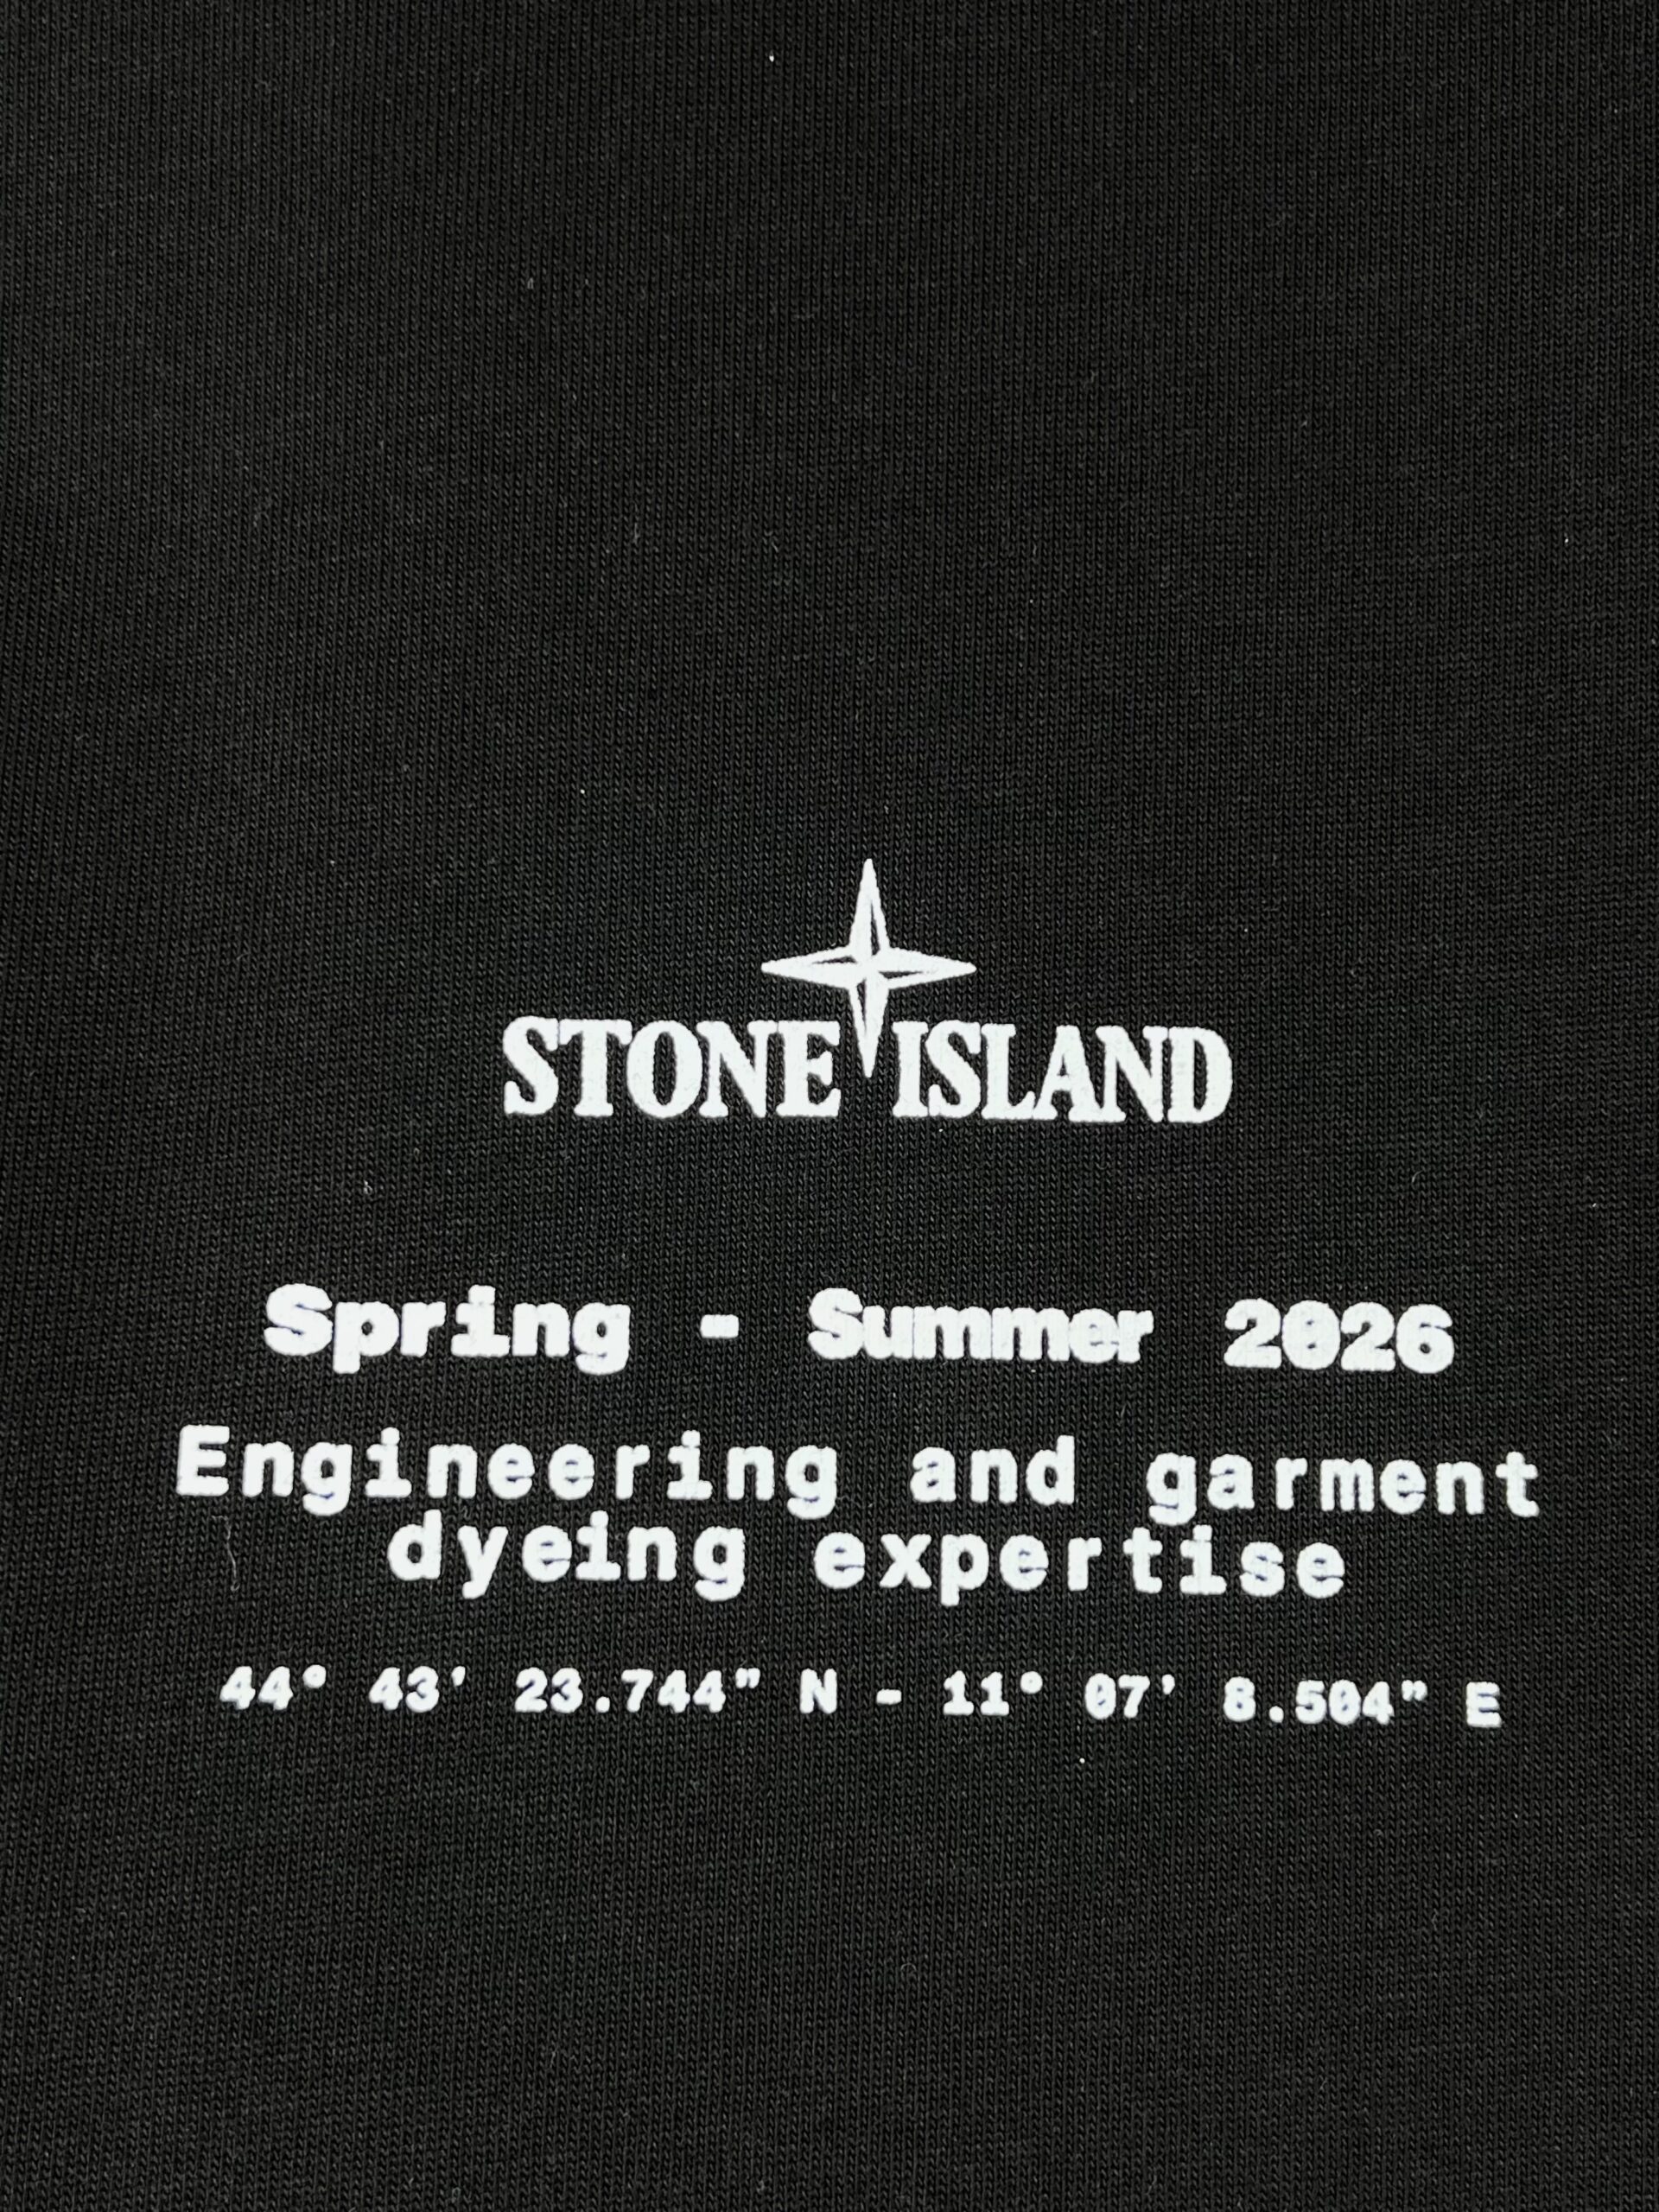 STONE ISLAND
Spring - Summer 2026
Engineering and garment
dyeing expertise
44° 43' 23.744" N - 11° 07' 8.504" E